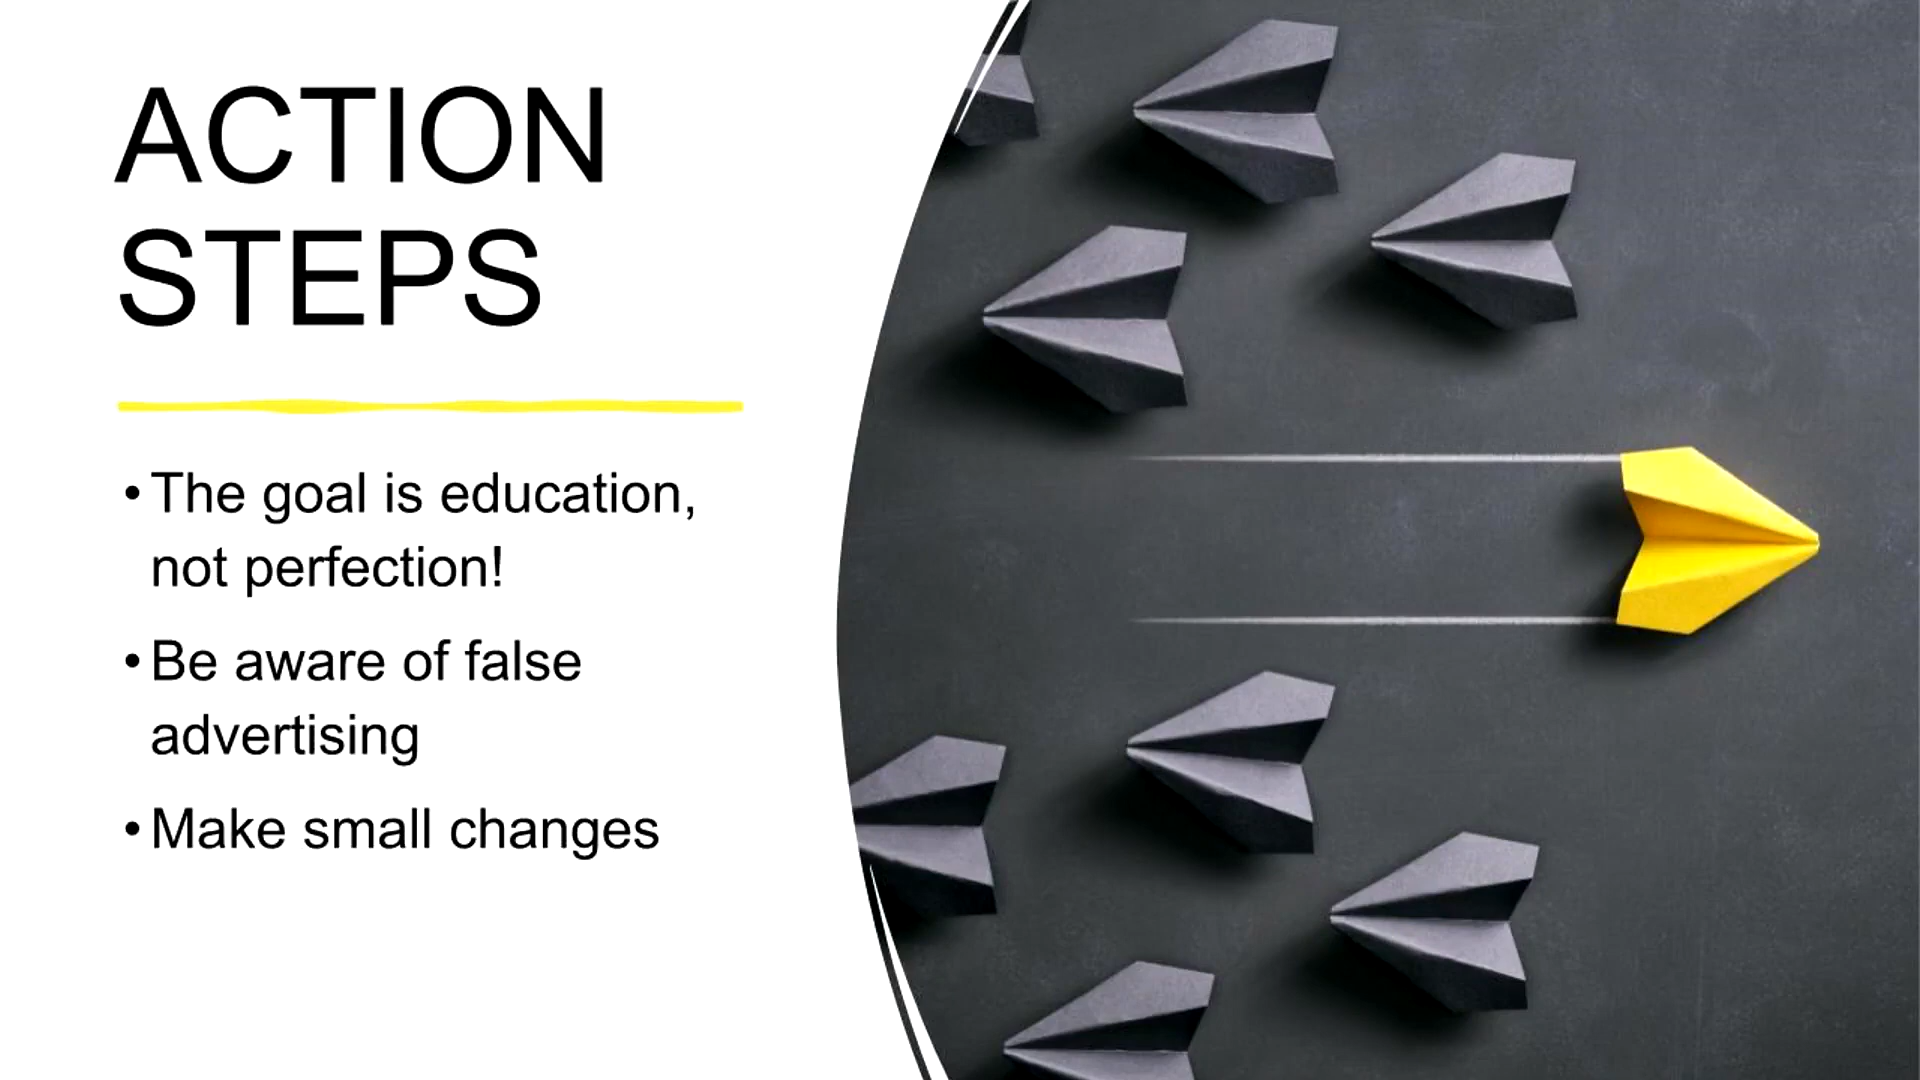 ACTION
STEPS
• The goal is education,
not perfection!
• Be aware of false
advertising
• Make small changes